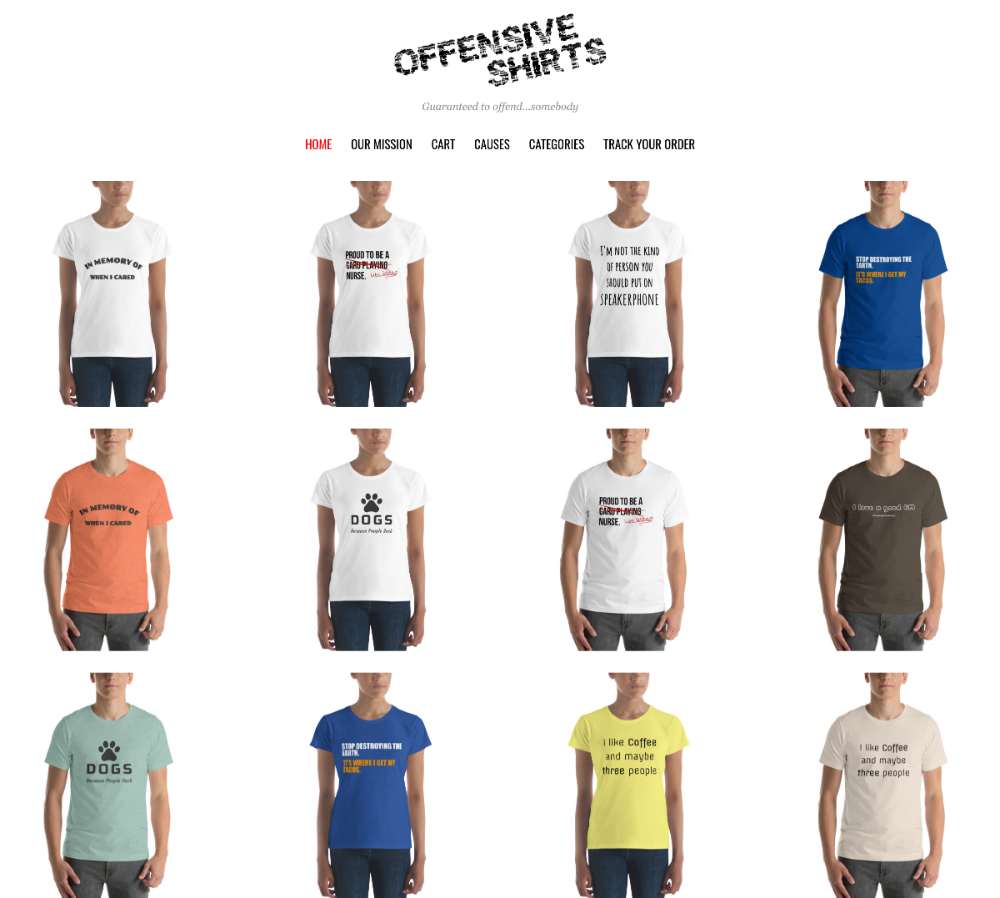 OFFENSIVE
SHIRTS
Guaranteed to offend...somebody
HOME OUR MISSION CART CAUSES CATEGORIES TRACK YOUR ORDER
IN MEMORY OF
WHEN I CARED
PROUD TO BE A
CARD PLAYING
NURSE.
I'M NOT THE KIND
OF PERSON YOU
SHOULD PUT ON
SPEAKERPHONE
STOP DESTROYING THE
EARTH.
IT'S WHERE I GET MY
TACOS.
IN MEMORY OF
WHEN I CARED
DOGS
Because People Suck
PROUD TO BE A
CARD PLAYING
NURSE.
I love a good
DOGS
Because People Suck
STOP DESTROYING THE
EARTH.
IT'S WHERE I GET MY
TACOS.
i like Coffee
and maybe
three people
i like Coffee
and maybe
three people